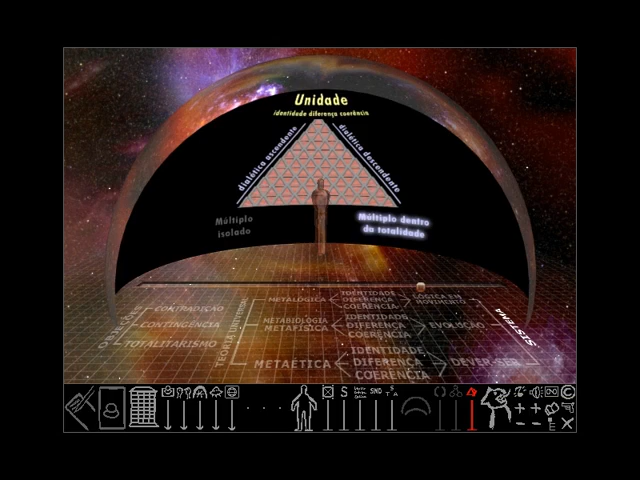 Unidade
identidade diferença coerência
dialética ascendente
dialética descendente
Múltiplo
isolado
Múltiplo dentro
da totalidade
OBJEÇÕES
CONTRADIÇÃO
CONTINGÊNCIA
TOTALITARISMO
TEORIA UNIVERSAL
METALÓGICA
IDENTIDADE
DIFERENÇA
COERÊNCIA
LÓGICA EM
MOVIMENTO
METABIOLOGIA
METAFÍSICA
IDENTIDADE
DIFERENÇA
COERÊNCIA
EVOLUÇÃO
METAÉTICA
IDENTIDADE
DIFERENÇA
COERÊNCIA
DEVER-SER
SISTEMA
S
SND
S
T A
©
E
X